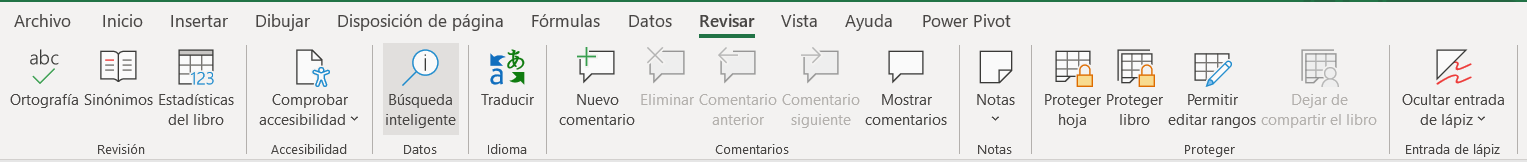 Archivo Inicio Insertar Dibujar Disposición de página Fórmulas Datos Revisar Vista Ayuda Power Pivot
abc
Ortografía
Sinónimos
123
Estadísticas
del libro
Revisión
Comprobar
accesibilidad
Accesibilidad
i
Búsqueda
inteligente
Datos
あ
a
Traducir
Idioma
Nuevo
comentario
Eliminar
Comentario
anterior
Comentario
siguiente
Mostrar
comentarios
Comentarios
Notas
Notas
Proteger
hoja
Proteger
libro
Permitir
editar rangos
Dejar de
compartir el libro
Proteger
Ocultar entrada
de lápiz
Entrada de lápiz